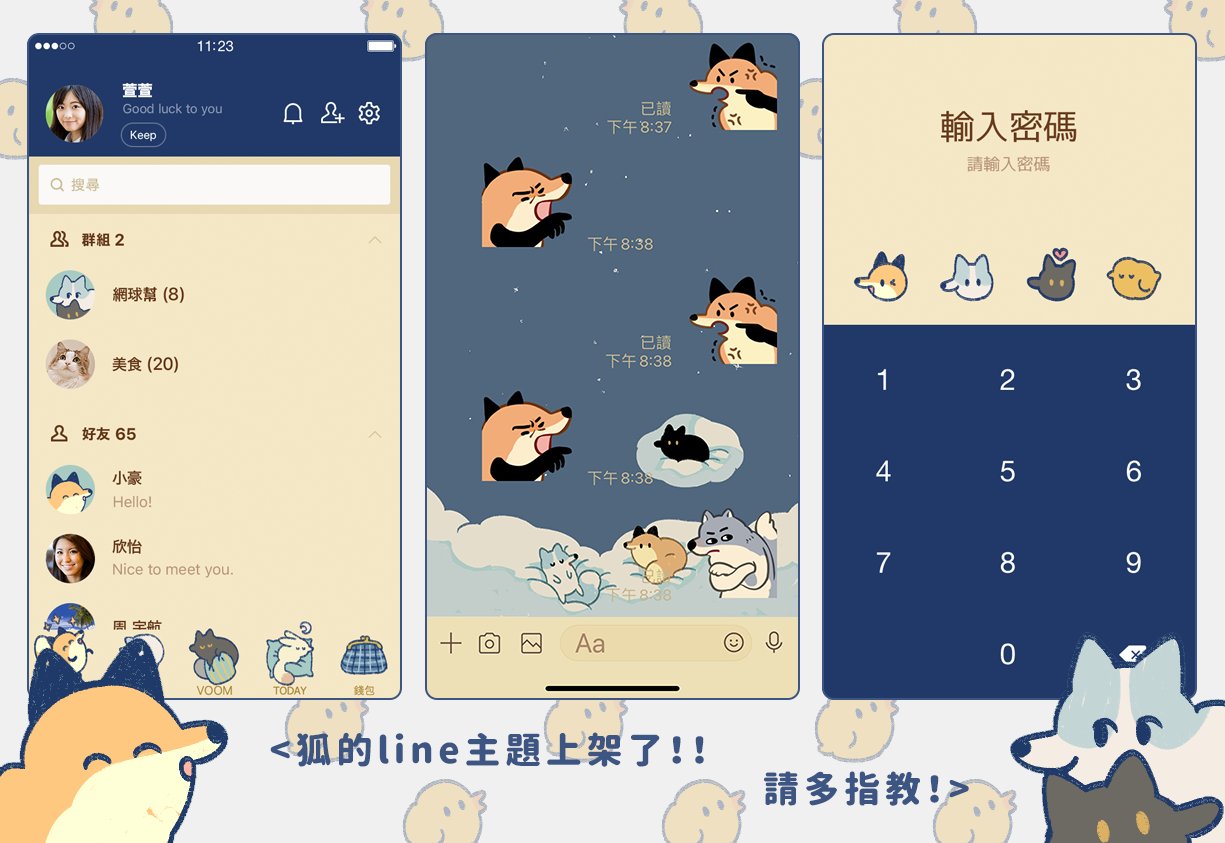 11:23
萱萱
Good luck to you
Keep
搜尋
群組 2
網球幫 (8)
美食 (20)
好友 65
小豪
Hello!
欣怡
Nice to meet you.
周 宇航
VOOM
TODAY
錢包
已讀
下午 8:37
下午 8:38
已讀
下午 8:38
下午 8:38
已讀
下午 8:38
Aa
輸入密碼
請輸入密碼
1 2 3
4 5 6
7 8 9
0
<狐的line主題上架了!!
請多指教!>